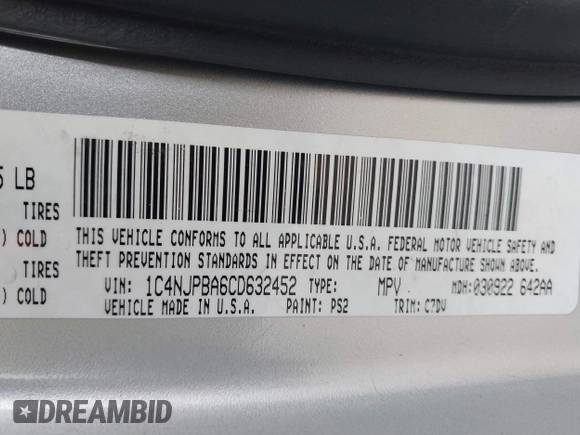 5 LB
TIRES
) COLD
TIRES
) COLD
THIS VEHICLE CONFORMS TO ALL APPLICABLE U.S.A. FEDERAL MOTOR VEHICLE SAFETY AND
THEFT PREVENTION STANDARDS IN EFFECT ON THE DATE OF MANUFACTURE SHOWN ABOVE.
VIN: 1C4NJPBA6CD632452 TYPE: MPV MDH: 030922 642AA
VEHICLE MADE IN U.S.A. PAINT: PS2 TRIM: C7DV
DREAMBID